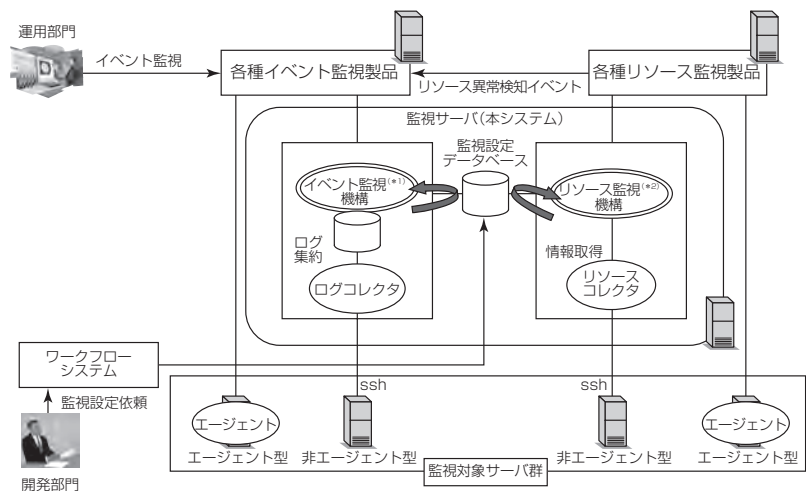 運用部門
イベント監視
各種イベント監視製品
リソース異常検知イベント
各種リソース監視製品
監視サーバ(本システム)
監視設定
データベース
イベント監視(*1)
機構
リソース監視(*2)
機構
ログ
集約
情報取得
ログコレクタ
リソース
コレクタ
ワークフロー
システム
監視設定依頼
開発部門
ssh
ssh
エージェント
エージェント型
非エージェント型
非エージェント型
エージェント
エージェント型
監視対象サーバ群